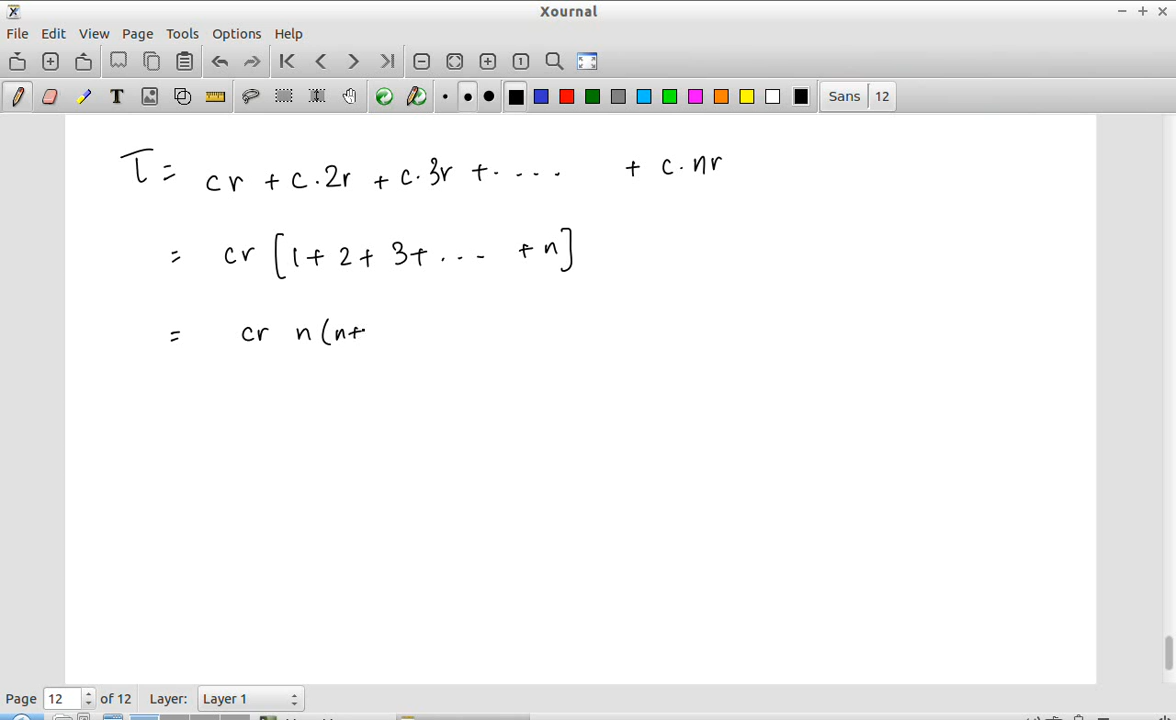 Xournal
File Edit View Page Tools Options Help
Sans 12
T = cr + c.2r + c.3r + .... + c.nr
= cr [1+ 2+ 3+ ... +n]
= cr n(n+
Page 12 of 12 Layer: Layer 1